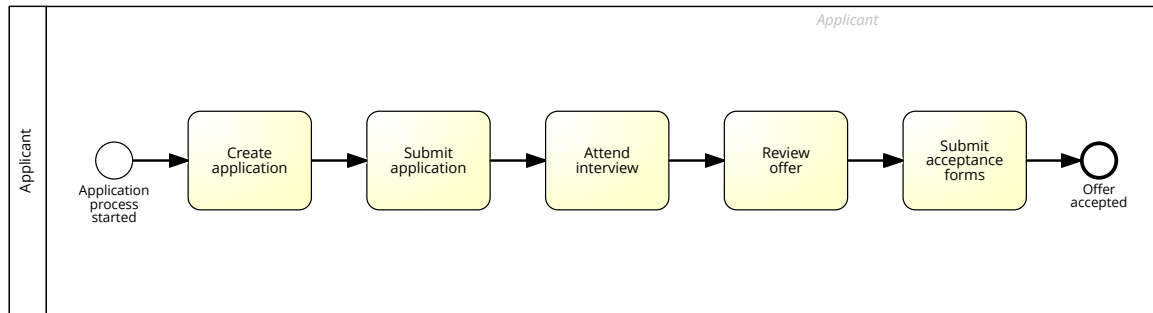 Applicant
Applicant
Create
application
Submit
application
Attend
interview
Review
offer
Submit
acceptance
forms
Application
process
started
Offer
accepted